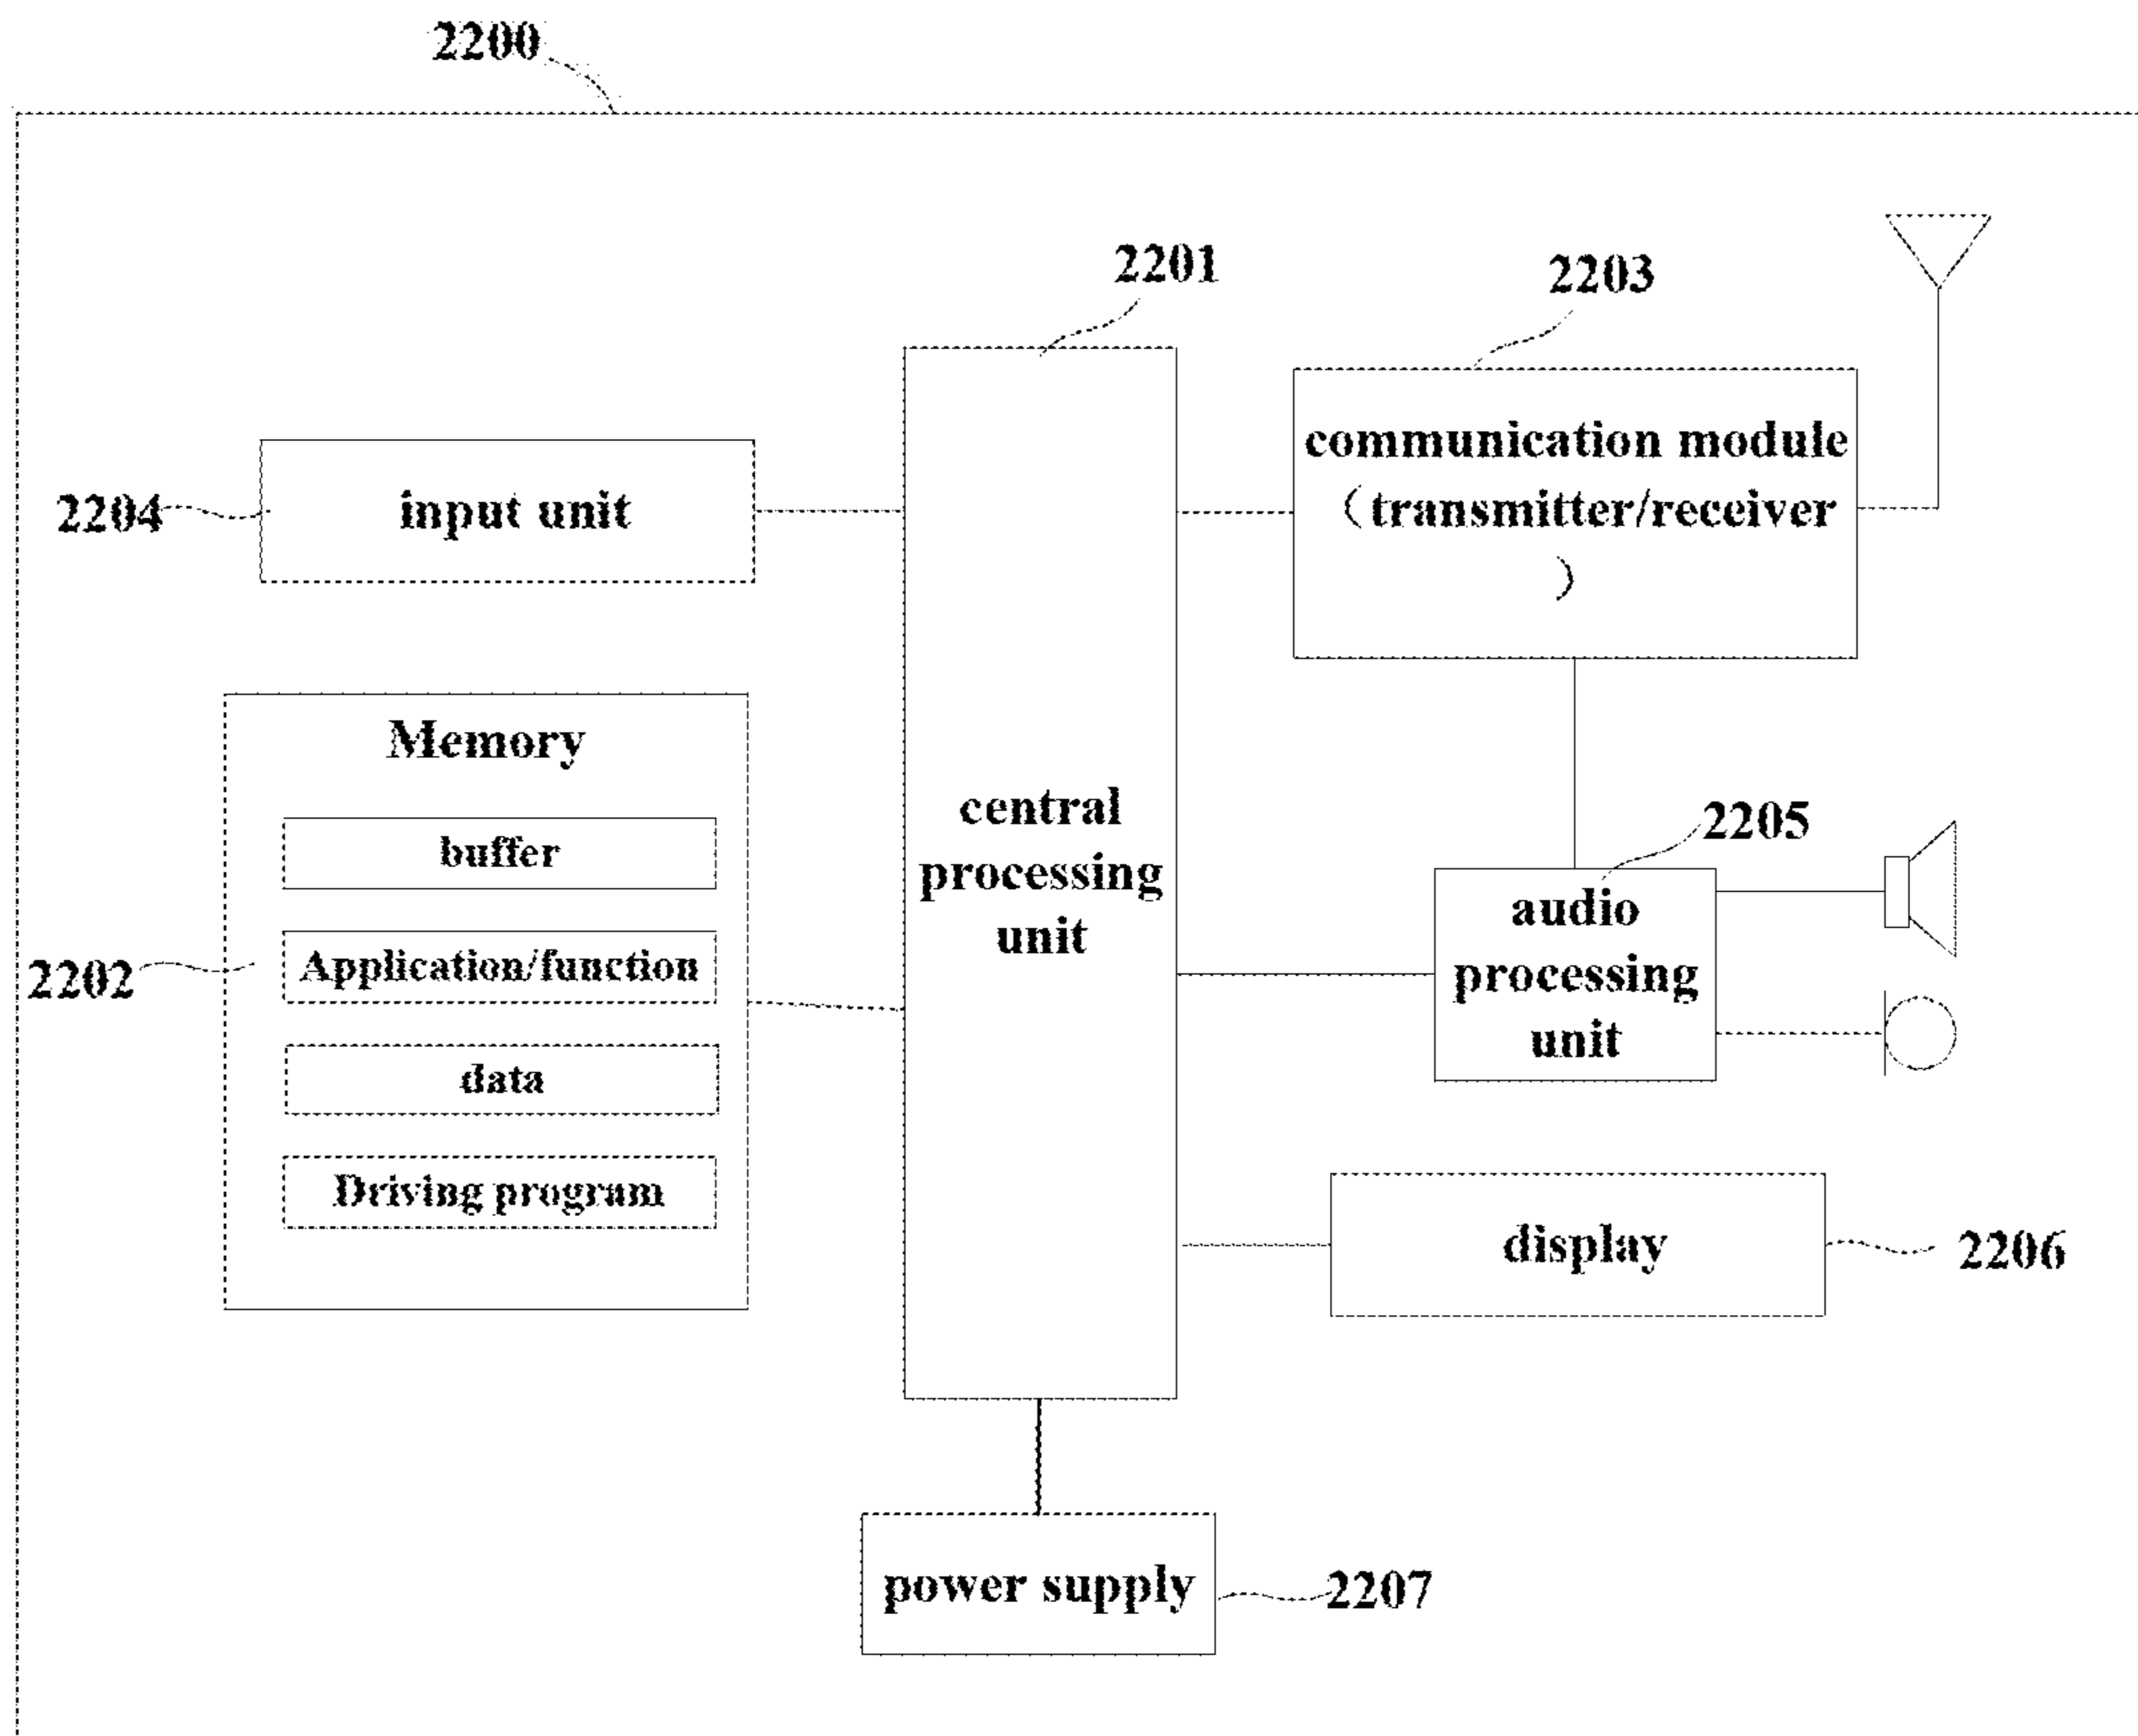 2200
2201
2203
communication module
（transmitter/receiver
）
2204
input unit
Memory
buffer
Application/function
data
Driving program
2202
central
processing
unit
2205
audio
processing
unit
display
2206
power supply
2207